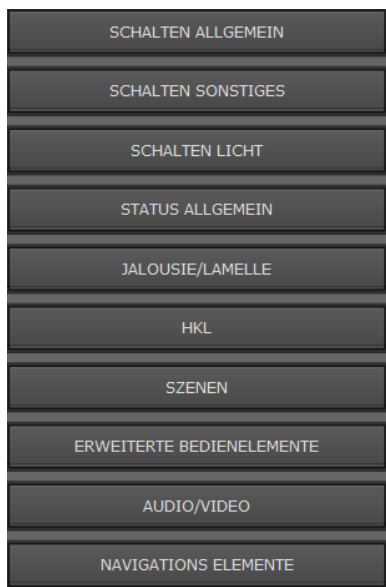 SCHALTEN ALLGEMEIN
SCHALTEN SONSTIGES
SCHALTEN LICHT
STATUS ALLGEMEIN
JALOUSIE/LAMELLE
HKL
SZENEN
ERWEITERTE BEDIENELEMENTE
AUDIO/VIDEO
NAVIGATIONS ELEMENTE